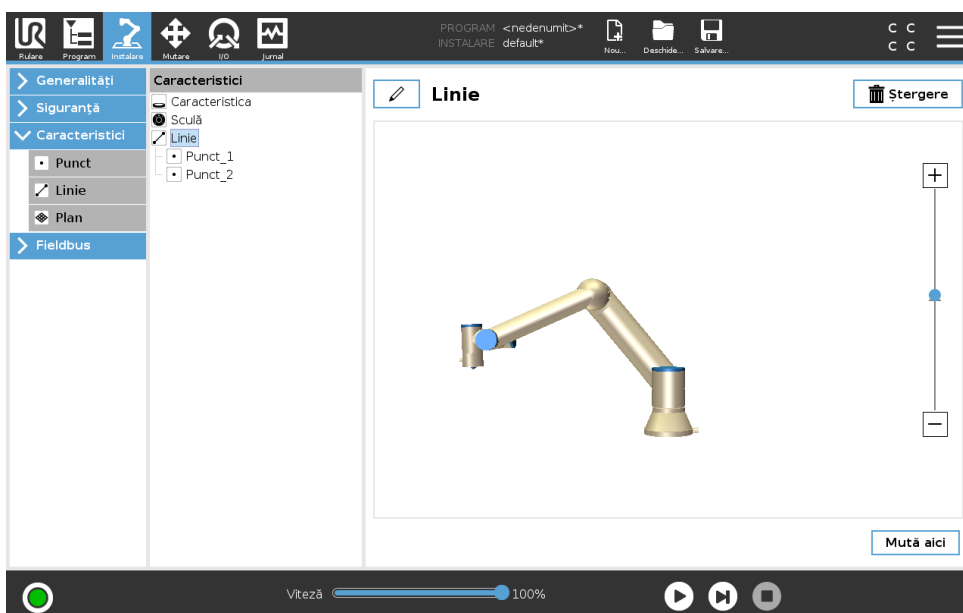 UR
PROGRAM <nedenumit>*
INSTALARE default*
Rulare Program Instalare Mutare I/O Jurnal
Nou... Deschide... Salvare...
C C
C C
Generalități
Siguranță
Caracteristici
Punct
Linie
Plan
Fieldbus
Caracteristici
Caracteristica
Sculă
Linie
Punct_1
Punct_2
Linie
Ștergere
Mută aici
Viteză 100%